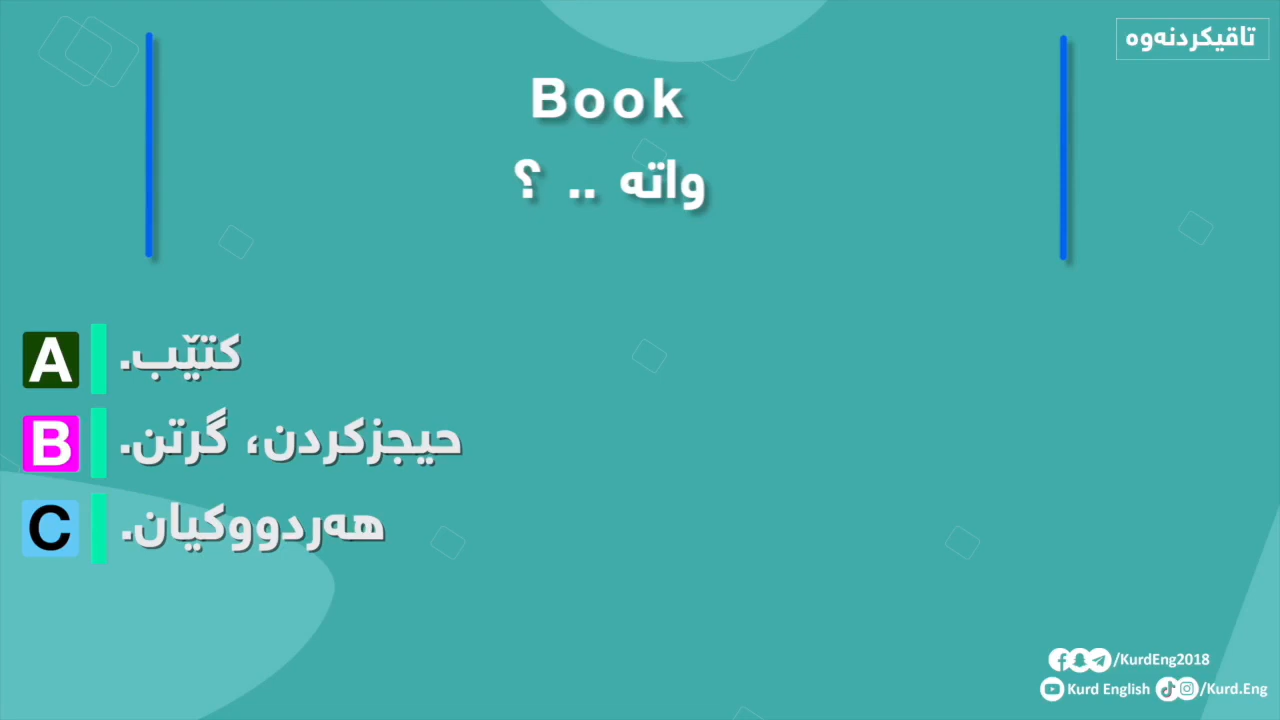 تاقیکردنەوە
Book
واتە .. ؟
A کتێب.
B حیجزکردن، گرتن.
C هەردووکیان.
/KurdEng2018
Kurd English /Kurd.Eng